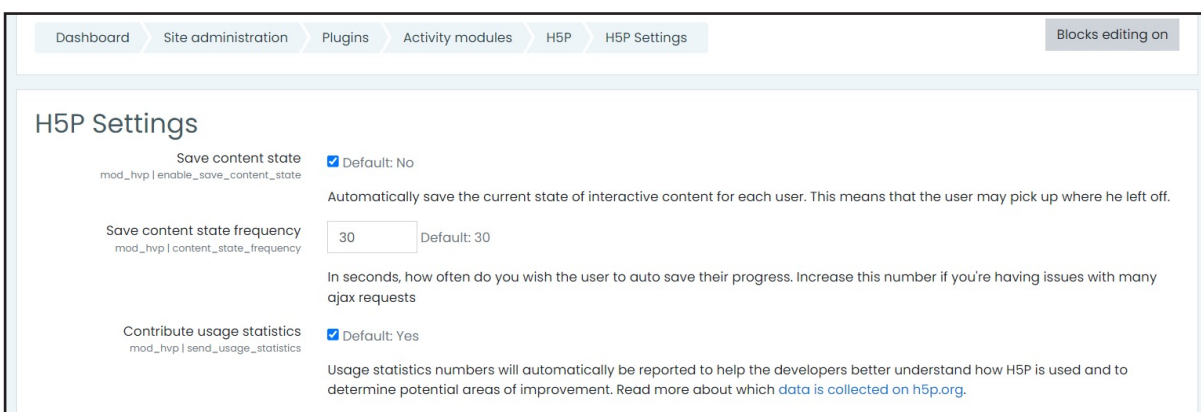 Dashboard Site administration Plugins Activity modules H5P H5P Settings Blocks editing on
H5P Settings
Save content state Default: No
mod_hvp | enable_save_content_state
Automatically save the current state of interactive content for each user. This means that the user may pick up where he left off.
Save content state frequency 30 Default: 30
mod_hvp | content_state_frequency
In seconds, how often do you wish the user to auto save their progress. Increase this number if you're having issues with many
ajax requests
Contribute usage statistics Default: Yes
mod_hvp | send_usage_statistics
Usage statistics numbers will automatically be reported to help the developers better understand how H5P is used and to
determine potential areas of improvement. Read more about which data is collected on h5p.org.